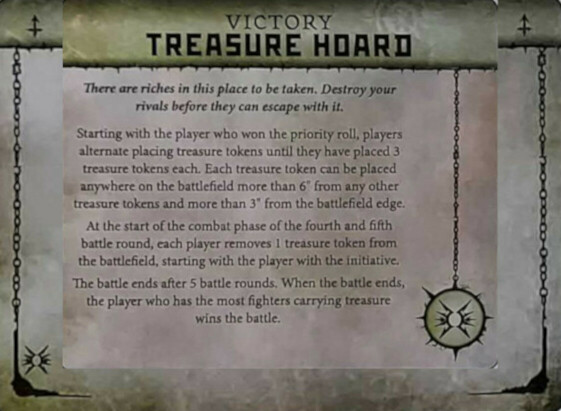 VICTORY
TREASURE HOARD
There are riches in this place to be taken. Destroy your
rivals before they can escape with it.
Starting with the player who won the priority roll, players
alternate placing treasure tokens until they have placed 3
treasure tokens each. Each treasure token can be placed
anywhere on the battlefield more than 6" from any other
treasure tokens and more than 3" from the battlefield edge.
At the start of the combat phase of the fourth and fifth
battle round, each player removes 1 treasure token from
the battlefield, starting with the player with the initiative.
The battle ends after 5 battle rounds. When the battle ends,
the player who has the most fighters carrying treasure
wins the battle.